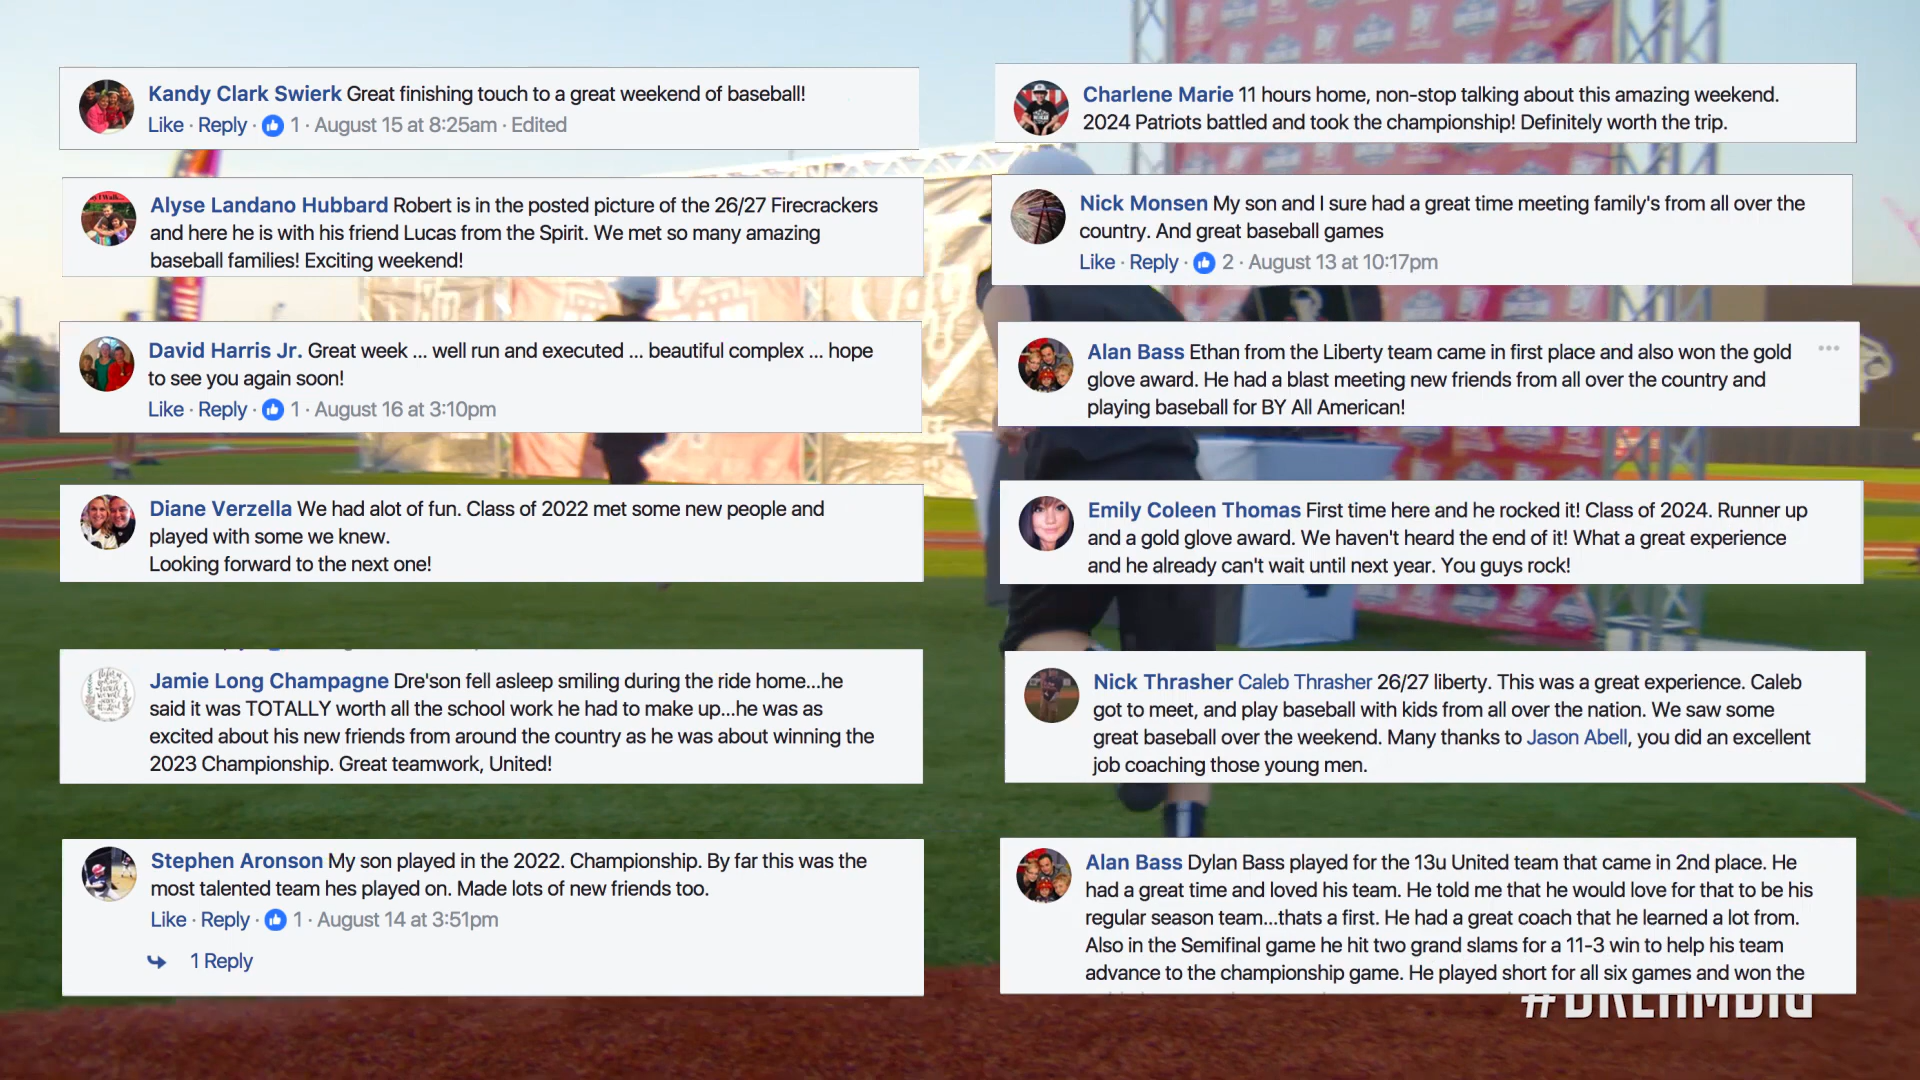 Kandy Clark Swierk Great finishing touch to a great weekend of baseball!
Like · Reply · 1 · August 15 at 8:25am · Edited
Alyse Landano Hubbard Robert is in the posted picture of the 26/27 Firecrackers
and here he is with his friend Lucas from the Spirit. We met so many amazing
baseball families! Exciting weekend!
David Harris Jr. Great week ... well run and executed ... beautiful complex ... hope
to see you again soon!
Like · Reply · 1 · August 16 at 3:10pm
Diane Verzella We had alot of fun. Class of 2022 met some new people and
played with some we knew.
Looking forward to the next one!
Jamie Long Champagne Dre'son fell asleep smiling during the ride home...he
said it was TOTALLY worth all the school work he had to make up...he was as
excited about his new friends from around the country as he was about winning the
2023 Championship. Great teamwork, United!
Stephen Aronson My son played in the 2022. Championship. By far this was the
most talented team hes played on. Made lots of new friends too.
Like · Reply · 1 · August 14 at 3:51pm
1 Reply
Charlene Marie 11 hours home, non-stop talking about this amazing weekend.
2024 Patriots battled and took the championship! Definitely worth the trip.
Nick Monsen My son and I sure had a great time meeting family's from all over the
country. And great baseball games
Like · Reply · 2 · August 13 at 10:17pm
Alan Bass Ethan from the Liberty team came in first place and also won the gold
glove award. He had a blast meeting new friends from all over the country and
playing baseball for BY All American!
Emily Coleen Thomas First time here and he rocked it! Class of 2024. Runner up
and a gold glove award. We haven't heard the end of it! What a great experience
and he already can't wait until next year. You guys rock!
Nick Thrasher Caleb Thrasher 26/27 liberty. This was a great experience. Caleb
got to meet, and play baseball with kids from all over the nation. We saw some
great baseball over the weekend. Many thanks to Jason Abell, you did an excellent
job coaching those young men.
Alan Bass Dylan Bass played for the 13u United team that came in 2nd place. He
had a great time and loved his team. He told me that he would love for that to be his
regular season team...thats a first. He had a great coach that he learned a lot from.
Also in the Semifinal game he hit two grand slams for a 11-3 win to help his team
advance to the championship game. He played short for all six games and won the
#DREAMBIG